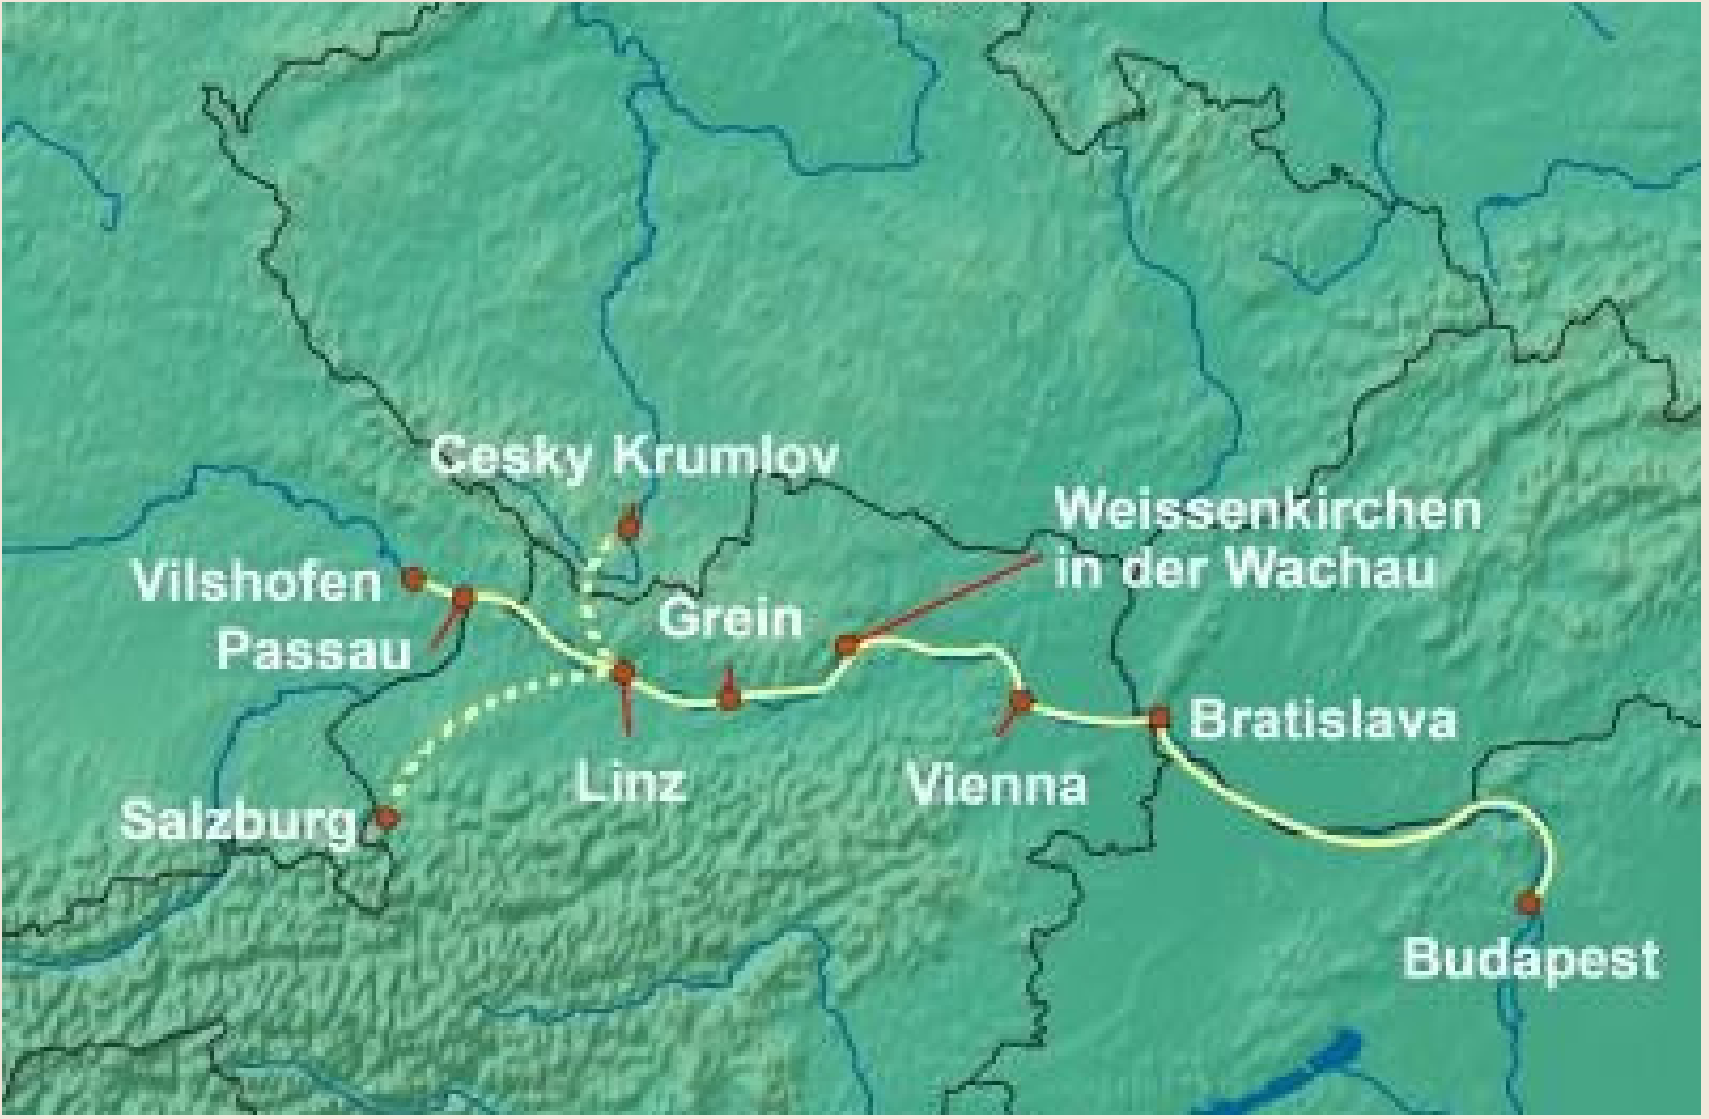 Cesky Krumlov
Weissenkirchen
in der Wachau
Vilshofen
Grein
Passau
Bratislava
Linz
Vienna
Salzburg
Budapest